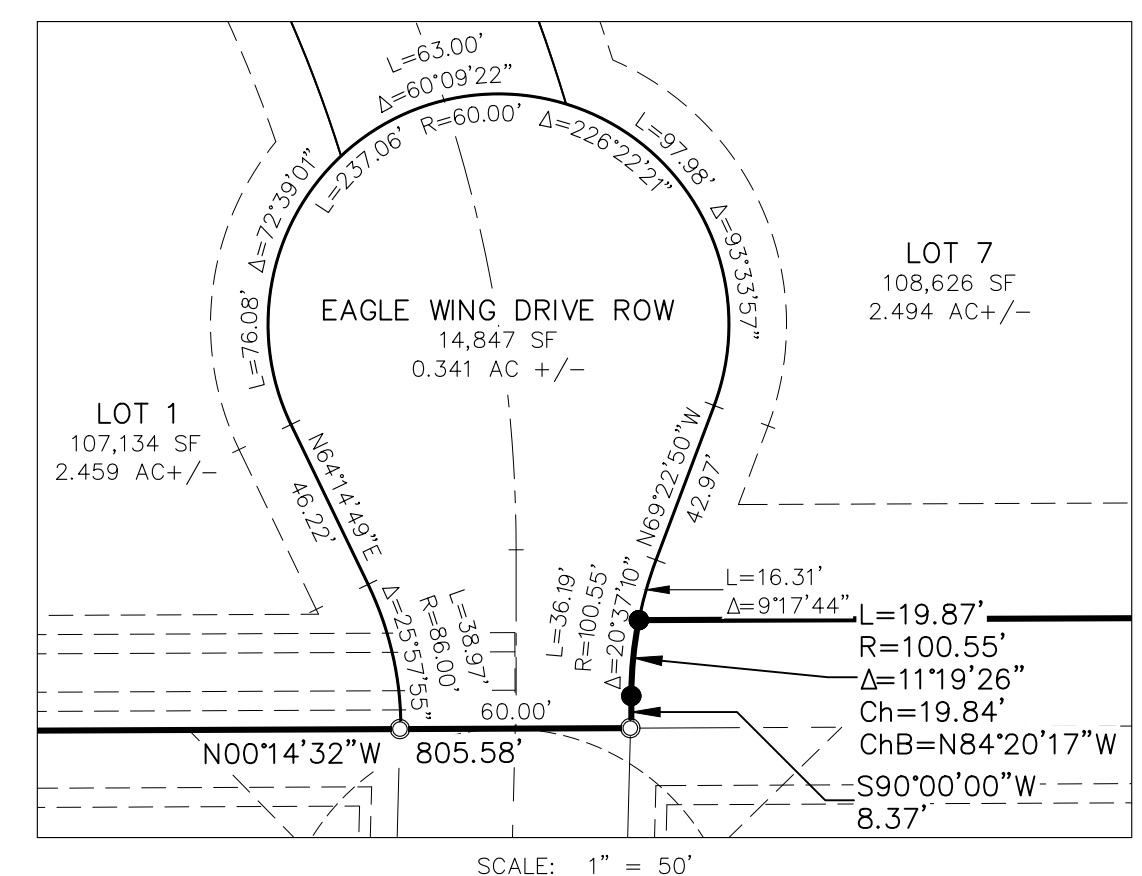 L=63.00'
Δ=60°09'22"
L=237.06' R=60.00' Δ=226°22'21"
L=97.98' Δ=93°33'57"
L=76.08' Δ=72°39'01"
EAGLE WING DRIVE ROW
14,847 SF
0.341 AC +/-
LOT 7
108,626 SF
2.494 AC+/-
LOT 1
107,134 SF
2.459 AC+/-
N64°14'49"E
46.22'
N69°22'50"W
42.97'
Δ=25°57'55"
R=86.00'
L=38.97'
L=36.19'
R=100.55'
Δ=20°37'10"
L=16.31'
Δ=9°17'44"
L=19.87'
R=100.55'
Δ=11°19'26"
Ch=19.84'
ChB=N84°20'17"W
S90°00'00"W
8.37'
60.00'
N00°14'32"W 805.58'
SCALE: 1" = 50'